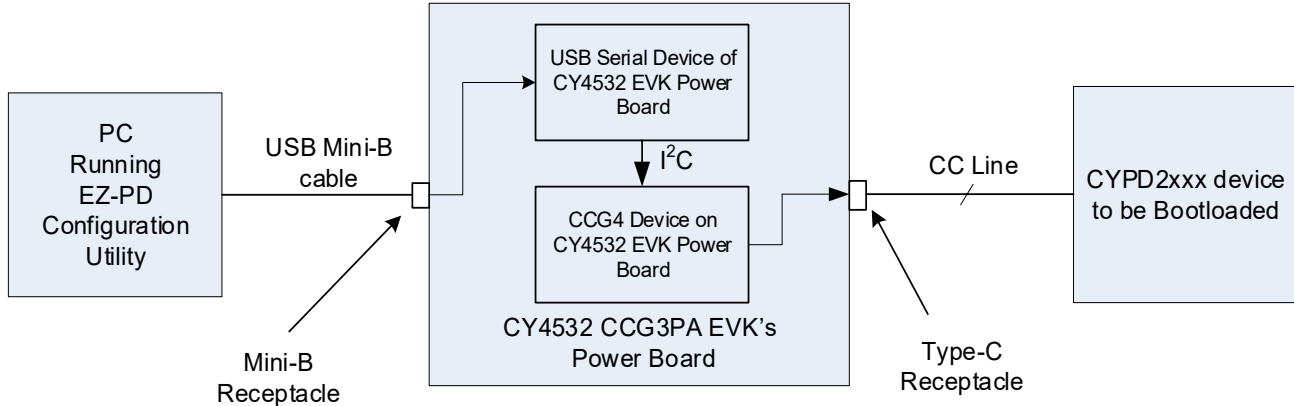 PC
Running
EZ-PD
Configuration
Utility
USB Mini-B
cable
Mini-B
Receptacle
USB Serial Device of
CY4532 EVK Power
Board
I²C
CCG4 Device on
CY4532 EVK Power
Board
CY4532 CCG3PA EVK’s
Power Board
CC Line
Type-C
Receptacle
CYPD2xxx device
to be Bootloaded